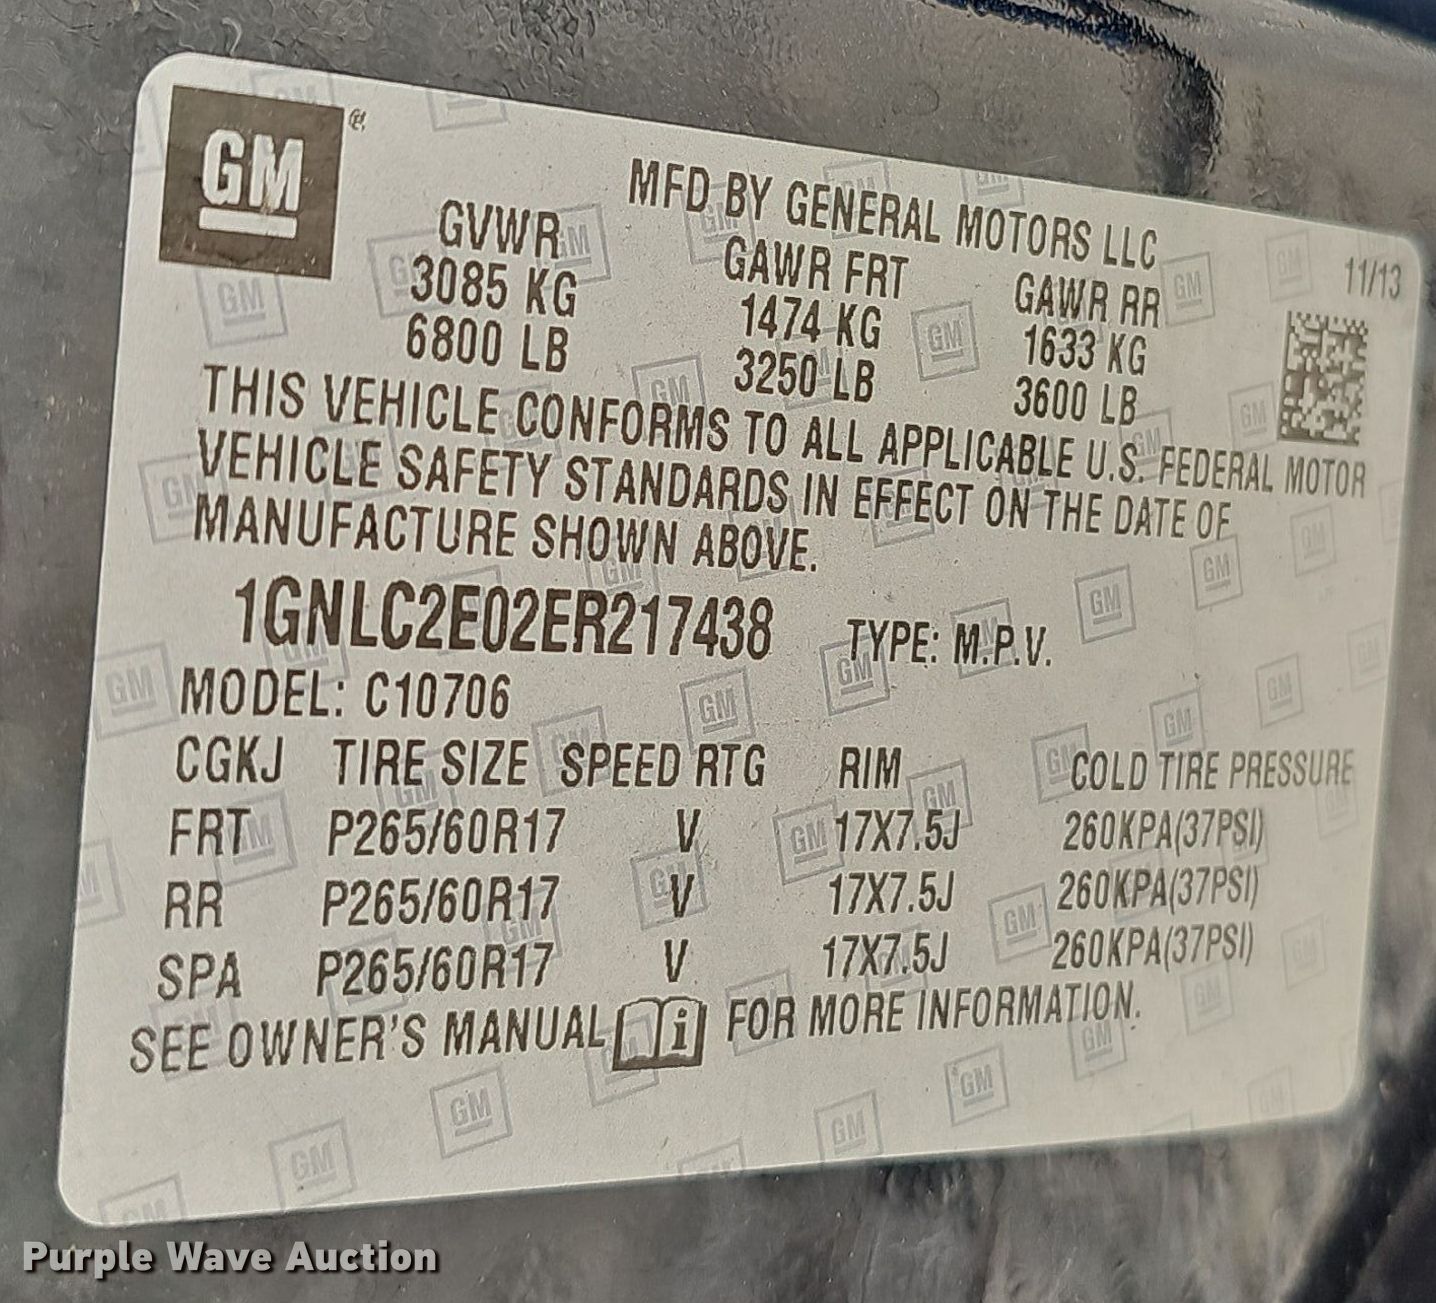 GM
MFD BY GENERAL MOTORS LLC
11/13
GVWR GAWR FRT GAWR RR
3085 KG 1474 KG 1633 KG
6800 LB 3250 LB 3600 LB
THIS VEHICLE CONFORMS TO ALL APPLICABLE U.S. FEDERAL MOTOR
VEHICLE SAFETY STANDARDS IN EFFECT ON THE DATE OF
MANUFACTURE SHOWN ABOVE.
1GNLC2E02ER217438 TYPE: M.P.V.
MODEL: C10706
CGKJ TIRE SIZE SPEED RTG RIM COLD TIRE PRESSURE
FRT P265/60R17 V 17X7.5J 260KPA(37PSI)
RR P265/60R17 V 17X7.5J 260KPA(37PSI)
SPA P265/60R17 V 17X7.5J 260KPA(37PSI)
SEE OWNER'S MANUAL i FOR MORE INFORMATION.
Purple Wave Auction